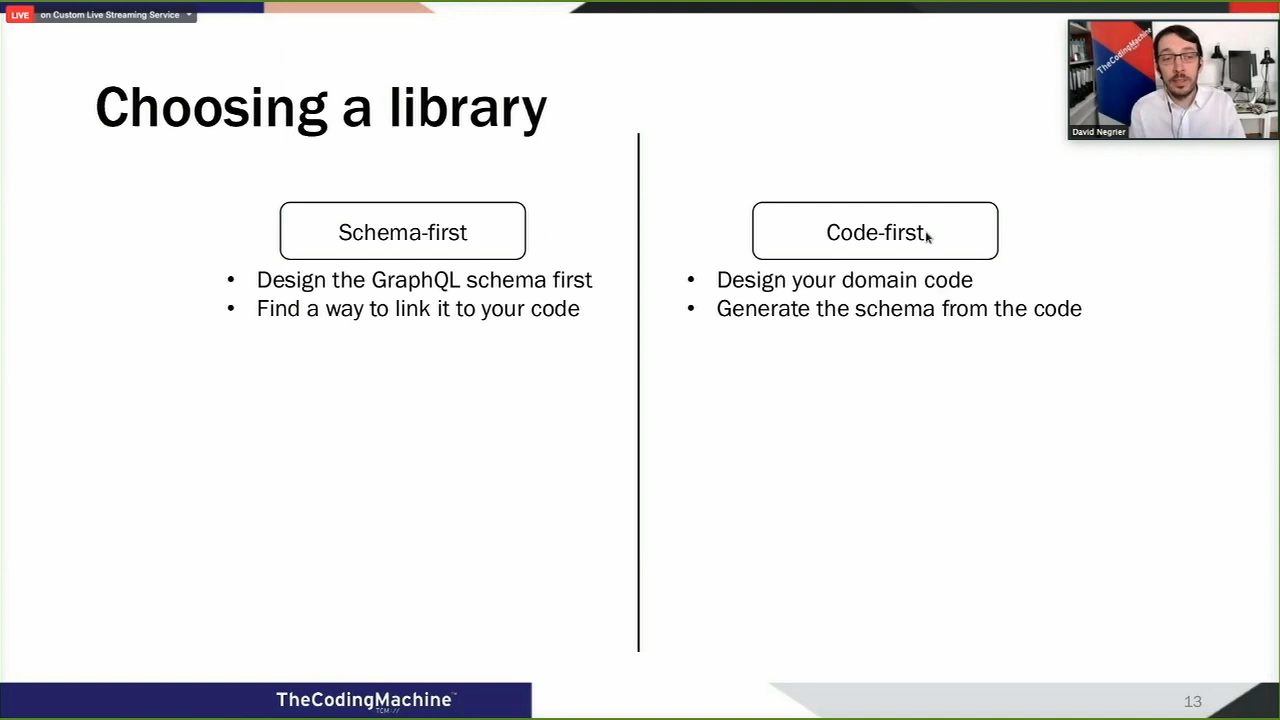 LIVE on Custom Live Streaming Service
Choosing a library
TheCodingMachine
David Negrier
Schema-first
• Design the GraphQL schema first
• Find a way to link it to your code
Code-first
• Design your domain code
• Generate the schema from the code
TheCodingMachine™
TCM //
13